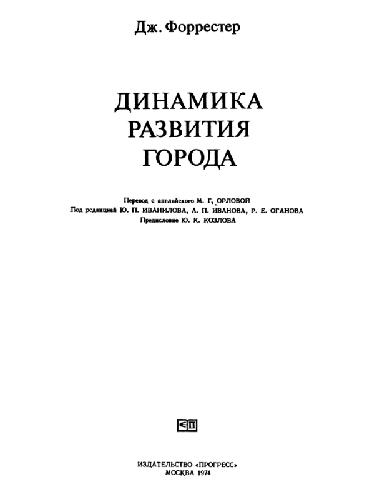 Дж. Форрестер
ДИНАМИКА
РАЗВИТИЯ
ГОРОДА
Перевод с английского М. Г. ОРЛОВОЙ
Под редакцией Ю. П. ИВАНИЛОВА, А. П. ИВАНОВА, Р. Е. ОГАНОВА
Предисловие Ю. К. КОЗЛОВА
ИЗДАТЕЛЬСТВО «ПРОГРЕСС»
МОСКВА 1974